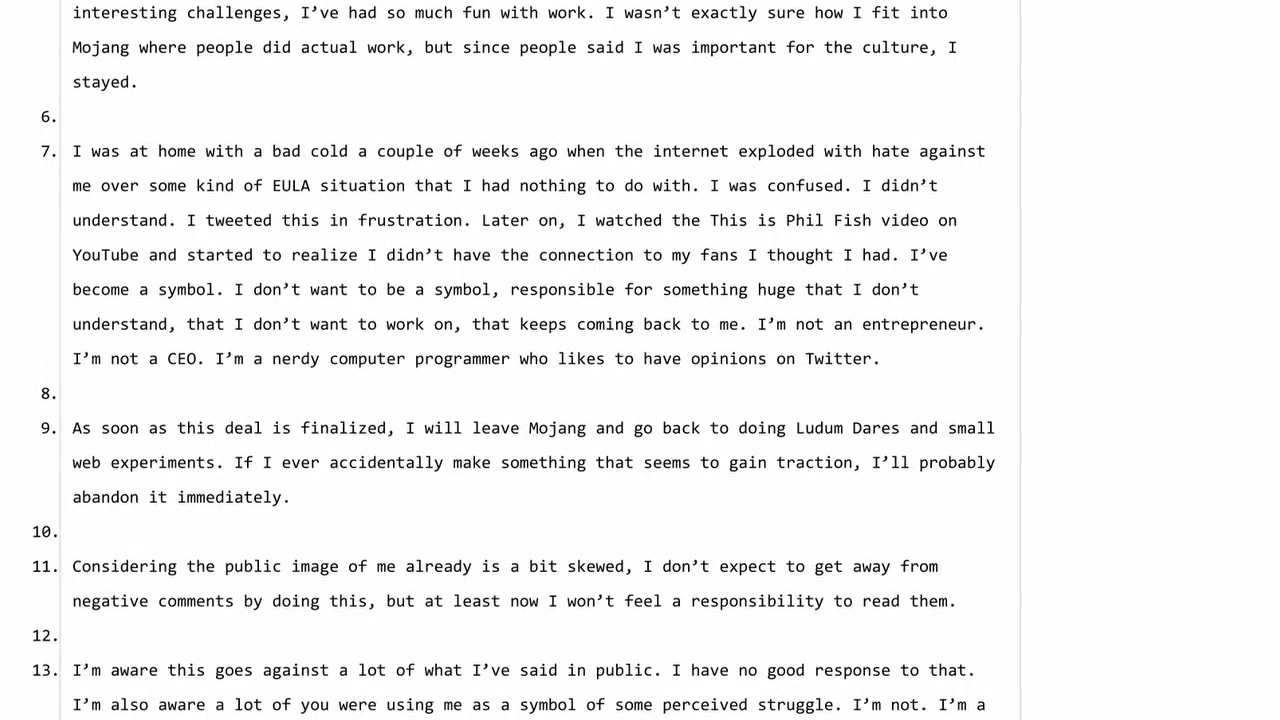 interesting challenges, I’ve had so much fun with work. I wasn’t exactly sure how I fit into
Mojang where people did actual work, but since people said I was important for the culture, I
stayed.
6.
7. I was at home with a bad cold a couple of weeks ago when the internet exploded with hate against
me over some kind of EULA situation that I had nothing to do with. I was confused. I didn’t
understand. I tweeted this in frustration. Later on, I watched the This is Phil Fish video on
YouTube and started to realize I didn’t have the connection to my fans I thought I had. I’ve
become a symbol. I don’t want to be a symbol, responsible for something huge that I don’t
understand, that I don’t want to work on, that keeps coming back to me. I’m not an entrepreneur.
I’m not a CEO. I’m a nerdy computer programmer who likes to have opinions on Twitter.
8.
9. As soon as this deal is finalized, I will leave Mojang and go back to doing Ludum Dares and small
web experiments. If I ever accidentally make something that seems to gain traction, I’ll probably
abandon it immediately.
10.
11. Considering the public image of me already is a bit skewed, I don’t expect to get away from
negative comments by doing this, but at least now I won’t feel a responsibility to read them.
12.
13. I’m aware this goes against a lot of what I’ve said in public. I have no good response to that.
I’m also aware a lot of you were using me as a symbol of some perceived struggle. I’m not. I’m a